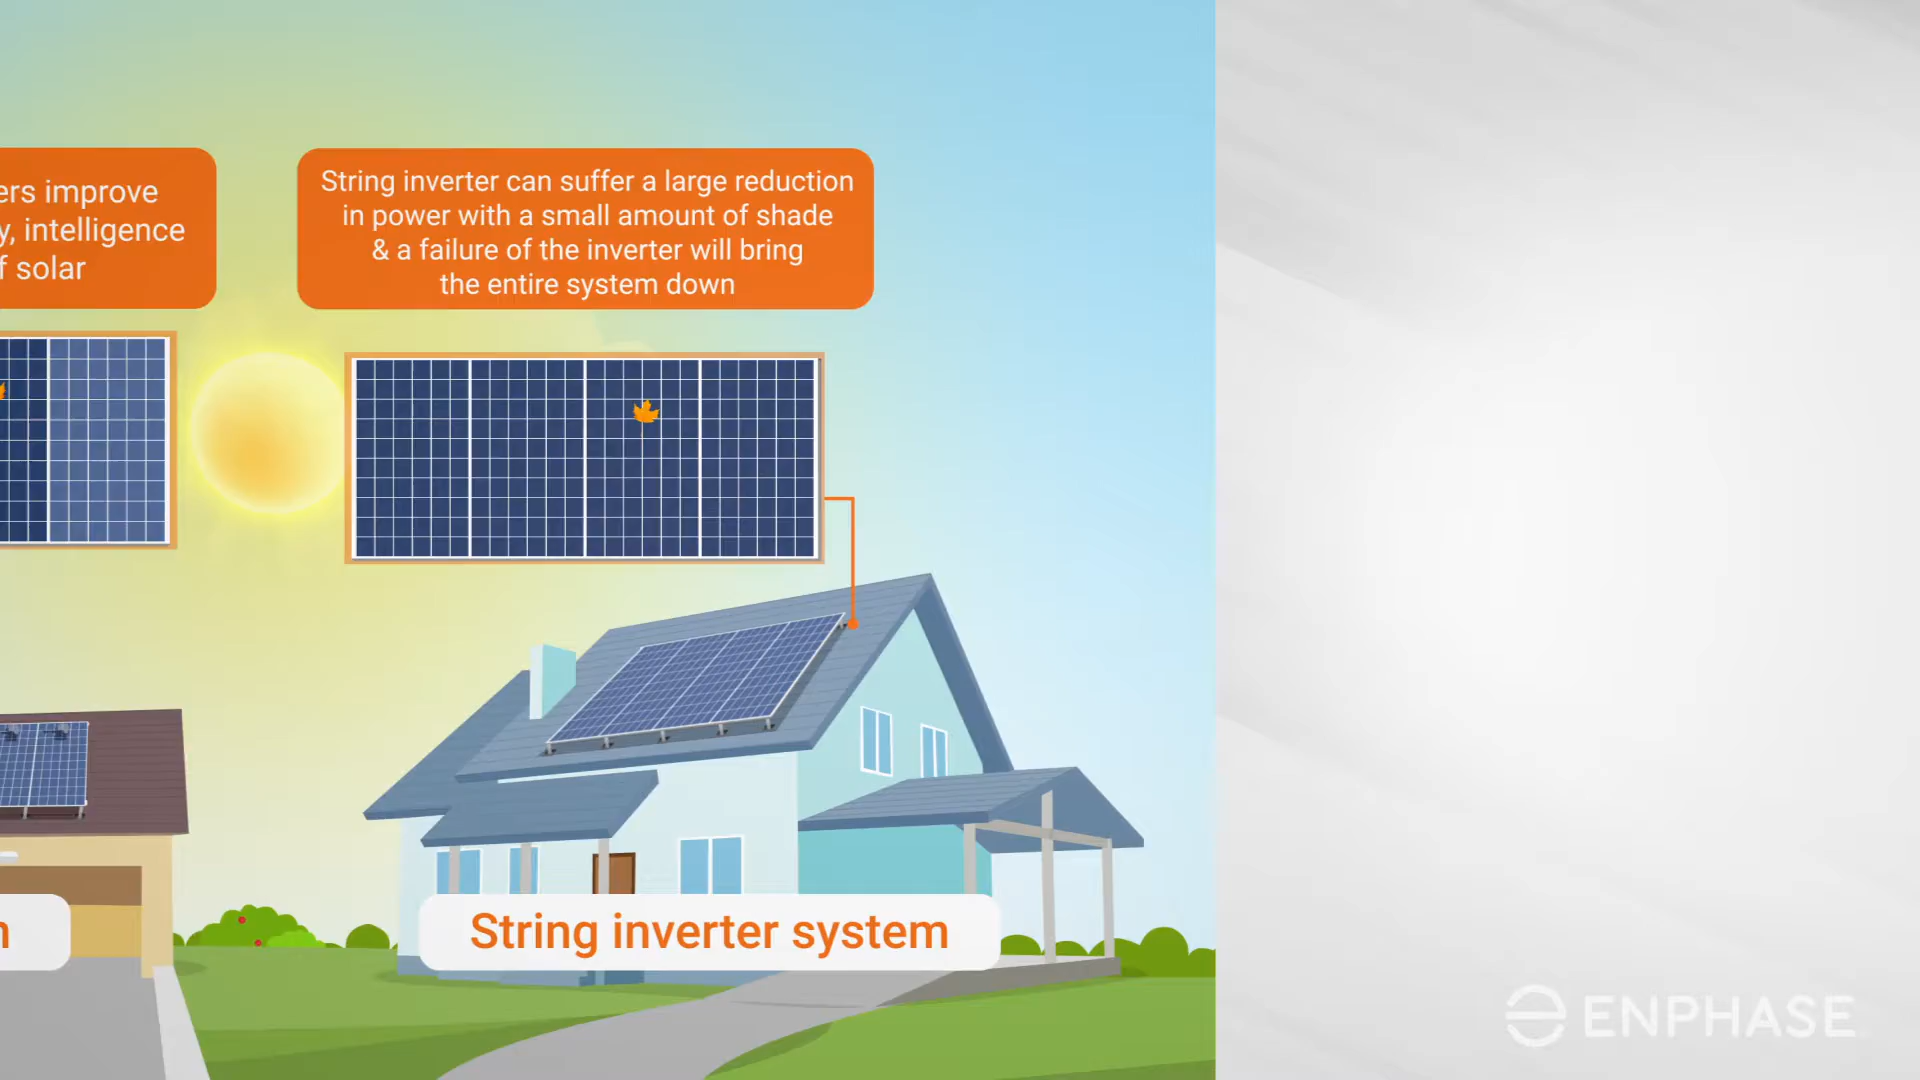 ers improve
y, intelligence
f solar
String inverter can suffer a large reduction
in power with a small amount of shade
& a failure of the inverter will bring
the entire system down
n
String inverter system
ENPHASE